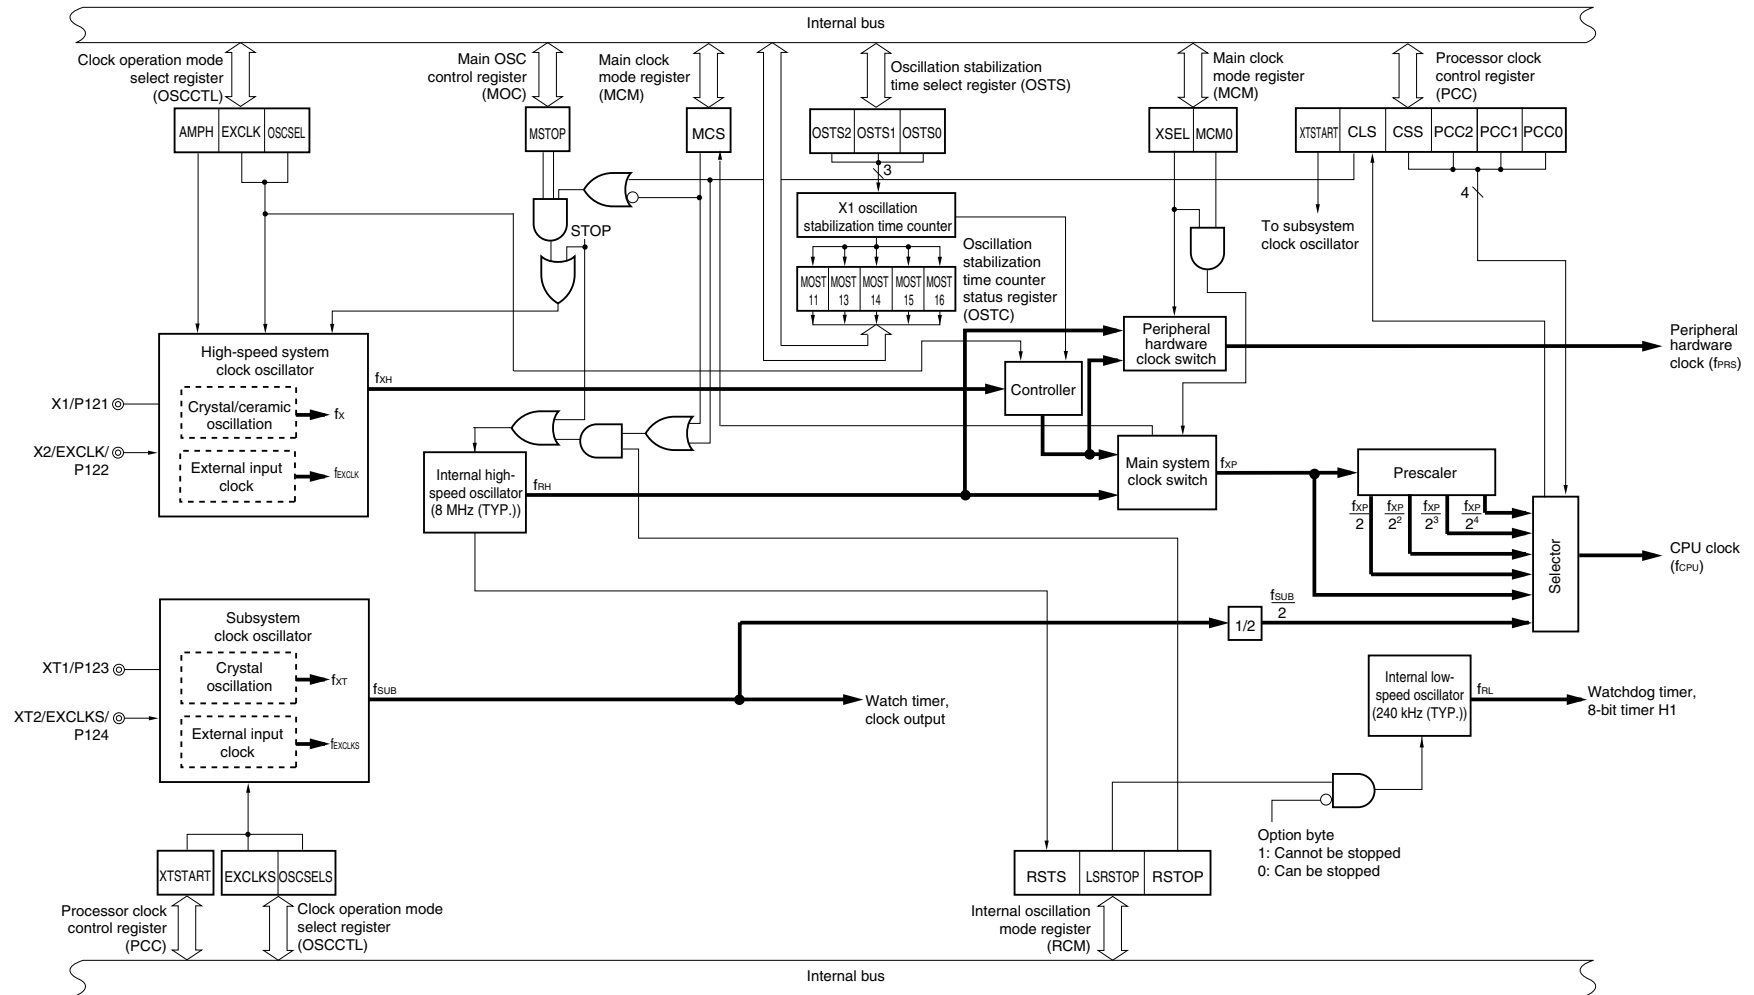 Internal bus
Clock operation mode
select register
(OSCCTL)
Main OSC
control register
(MOC)
Main clock
mode register
(MCM)
Oscillation stabilization
time select register (OSTS)
Main clock
mode register
(MCM)
Processor clock
control register
(PCC)
AMPH EXCLK OSCSEL
MSTOP
MCS
OSTS2 OSTS1 OSTS0
XSEL MCM0
XTSTART CLS CSS PCC2 PCC1 PCC0
3
4
STOP
X1 oscillation
stabilization time counter
To subsystem
clock oscillator
Oscillation
stabilization
time counter
status register
(OSTC)
MOST 11
MOST 13
MOST 14
MOST 15
MOST 16
High-speed system
clock oscillator
Crystal/ceramic
oscillation
fX
External input
clock
fEXCLK
X1/P121
X2/EXCLK/
P122
fXH
Controller
Peripheral
hardware
clock switch
Peripheral
hardware
clock (fPRS)
Internal high-
speed oscillator
(8 MHz (TYP.))
fRH
Main system
clock switch
fXP
Prescaler
fXP
2
fXP
2²
fXP
2³
fXP
2⁴
Selector
CPU clock
(fCPU)
Subsystem
clock oscillator
Crystal
oscillation
fXT
External input
clock
fEXCLKS
XT1/P123
XT2/EXCLKS/
P124
fSUB
Watch timer,
clock output
1/2
fSUB
2
Internal low-
speed oscillator
(240 kHz (TYP.))
fRL
Watchdog timer,
8-bit timer H1
Option byte
1: Cannot be stopped
0: Can be stopped
XTSTART
EXCLKS OSCSELS
RSTS LSRSTOP RSTOP
Processor clock
control register
(PCC)
Clock operation mode
select register
(OSCCTL)
Internal oscillation
mode register
(RCM)
Internal bus